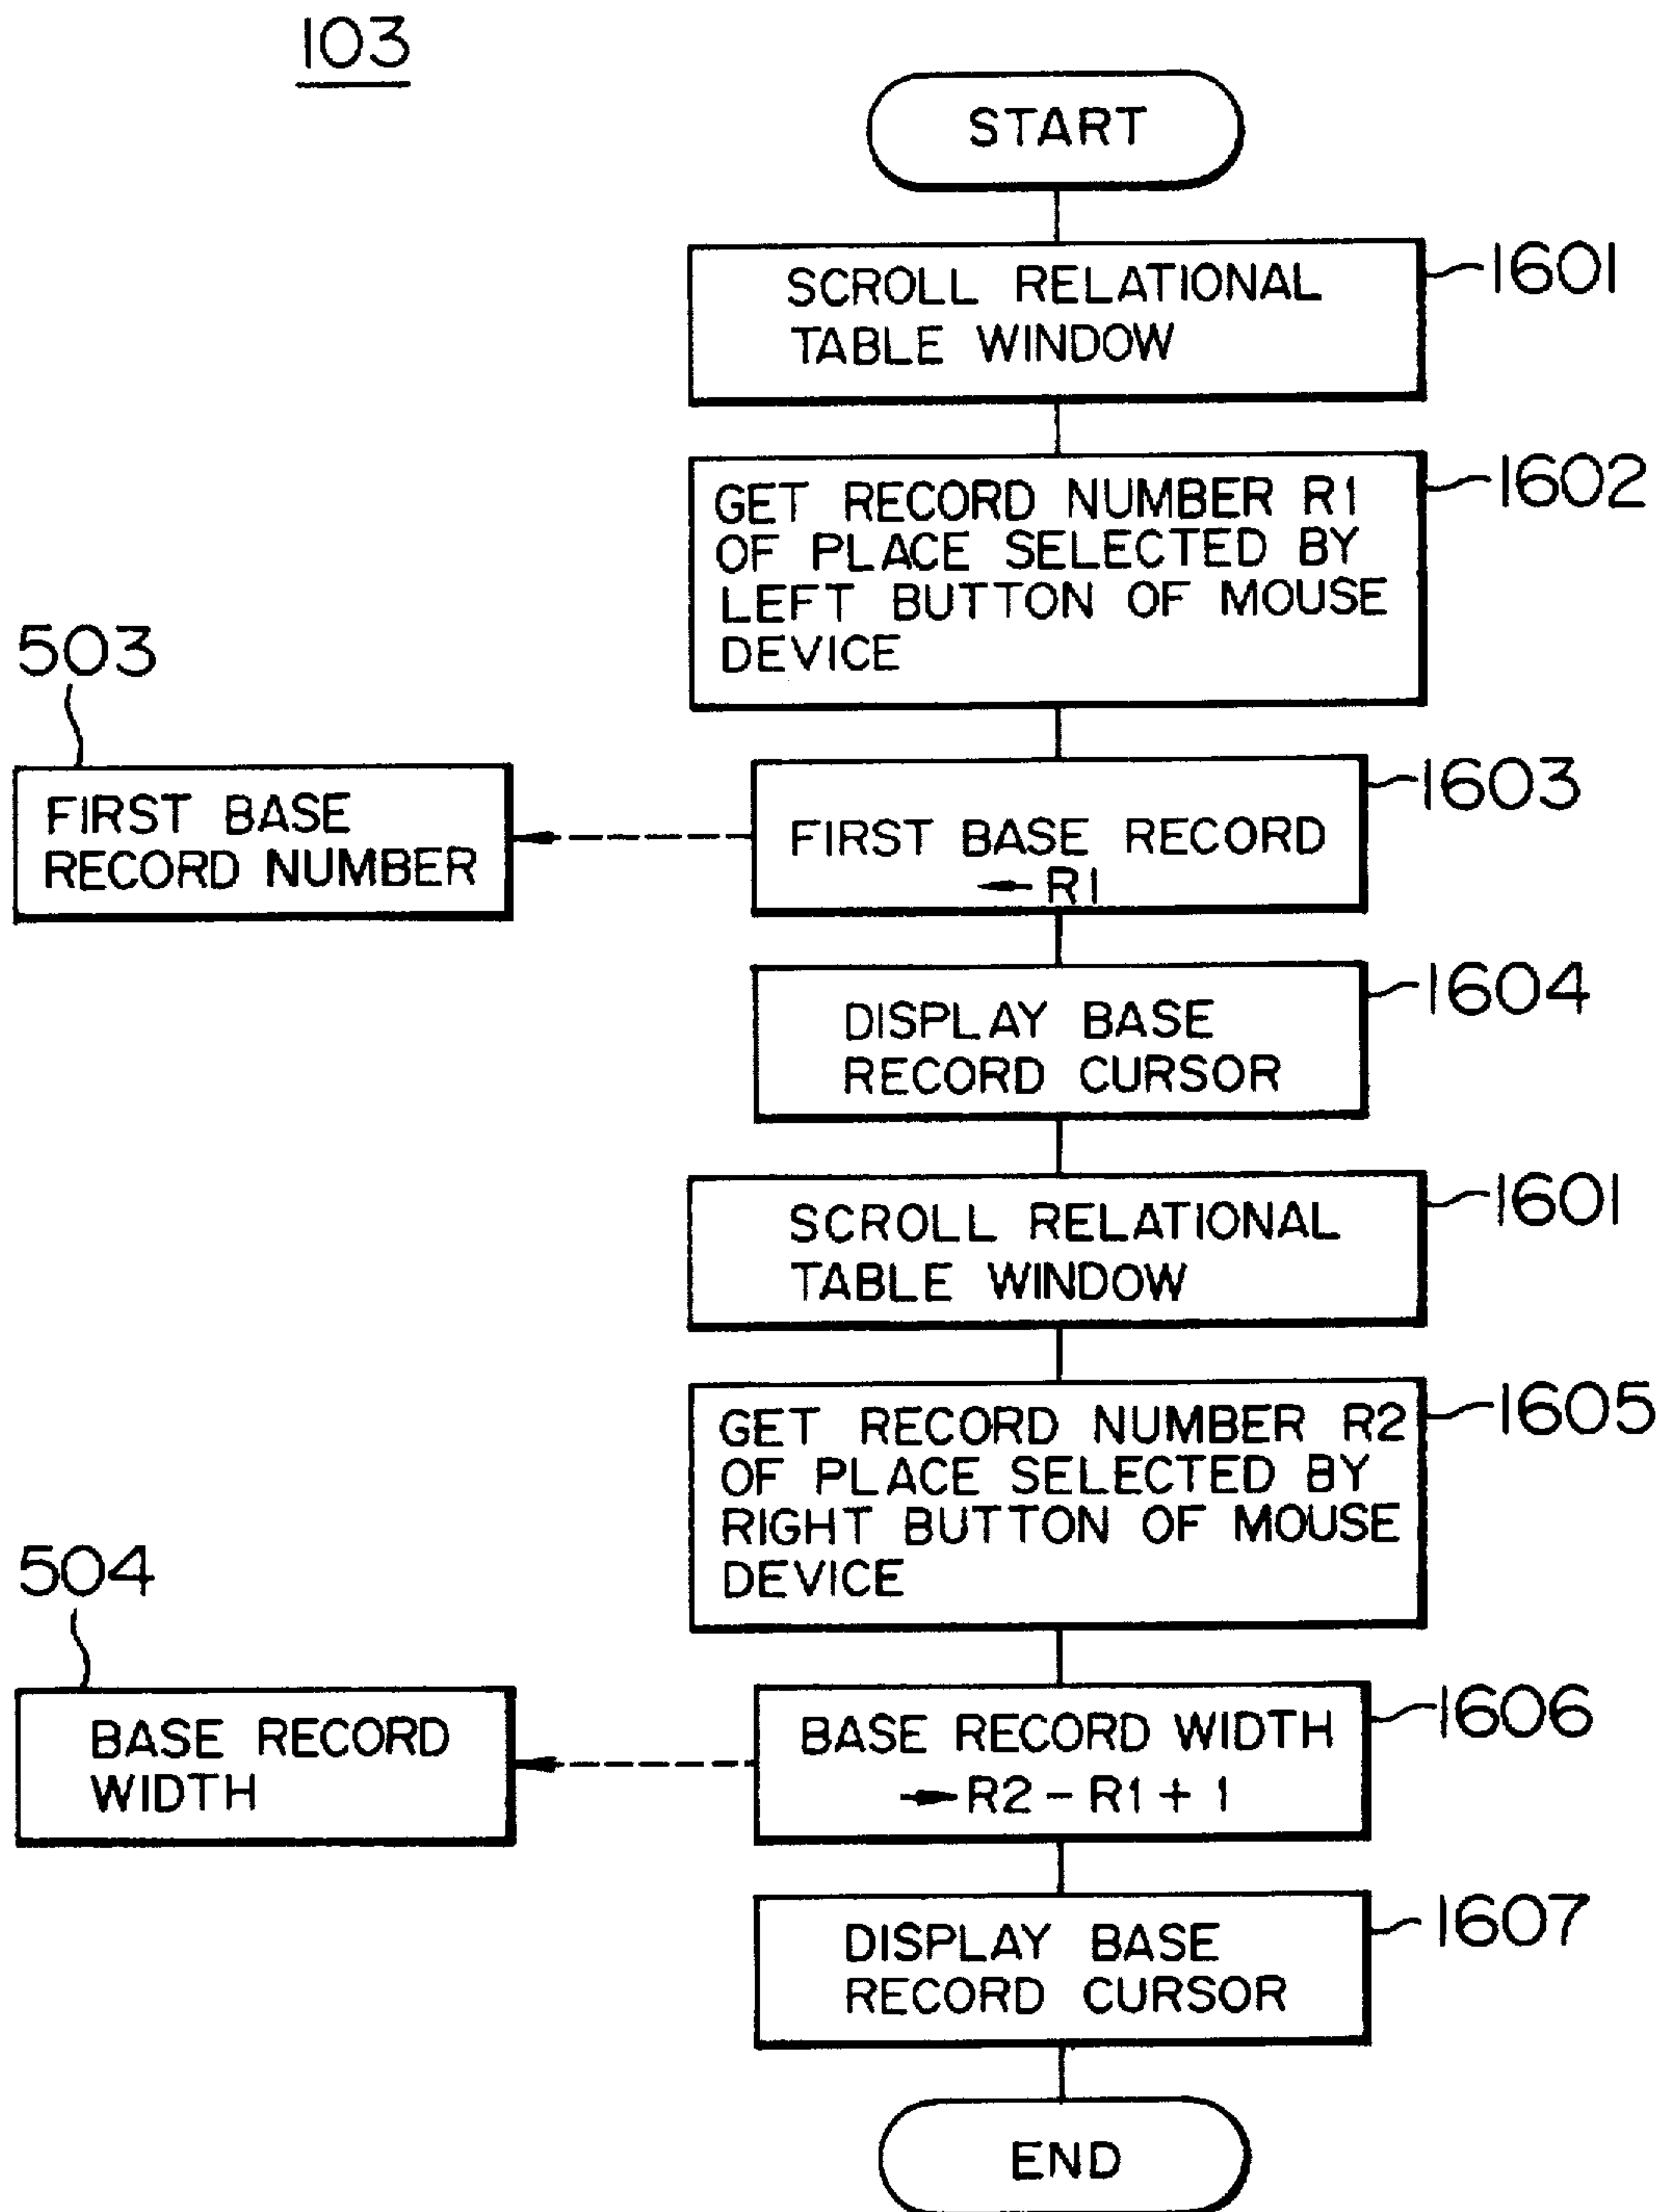 103
START
SCROLL RELATIONAL
TABLE WINDOW
1601
GET RECORD NUMBER R1
OF PLACE SELECTED BY
LEFT BUTTON OF MOUSE
DEVICE
1602
503
FIRST BASE
RECORD NUMBER
FIRST BASE RECORD
← R1
1603
DISPLAY BASE
RECORD CURSOR
1604
SCROLL RELATIONAL
TABLE WINDOW
1601
GET RECORD NUMBER R2
OF PLACE SELECTED BY
RIGHT BUTTON OF MOUSE
DEVICE
1605
504
BASE RECORD
WIDTH
BASE RECORD WIDTH
→ R2 - R1 + 1
1606
DISPLAY BASE
RECORD CURSOR
1607
END